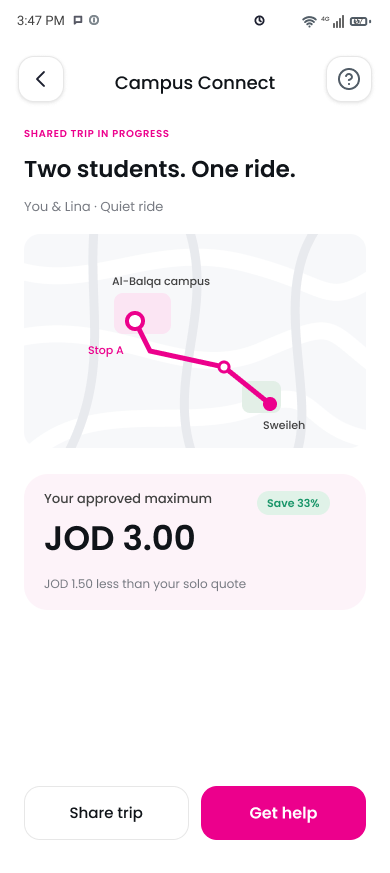 3:47 PM
4G
Campus Connect
SHARED TRIP IN PROGRESS
Two students. One ride.
You & Lina · Quiet ride
Al-Balqa campus
Stop A
Sweileh
Your approved maximum
Save 33%
JOD 3.00
JOD 1.50 less than your solo quote
Share trip
Get help